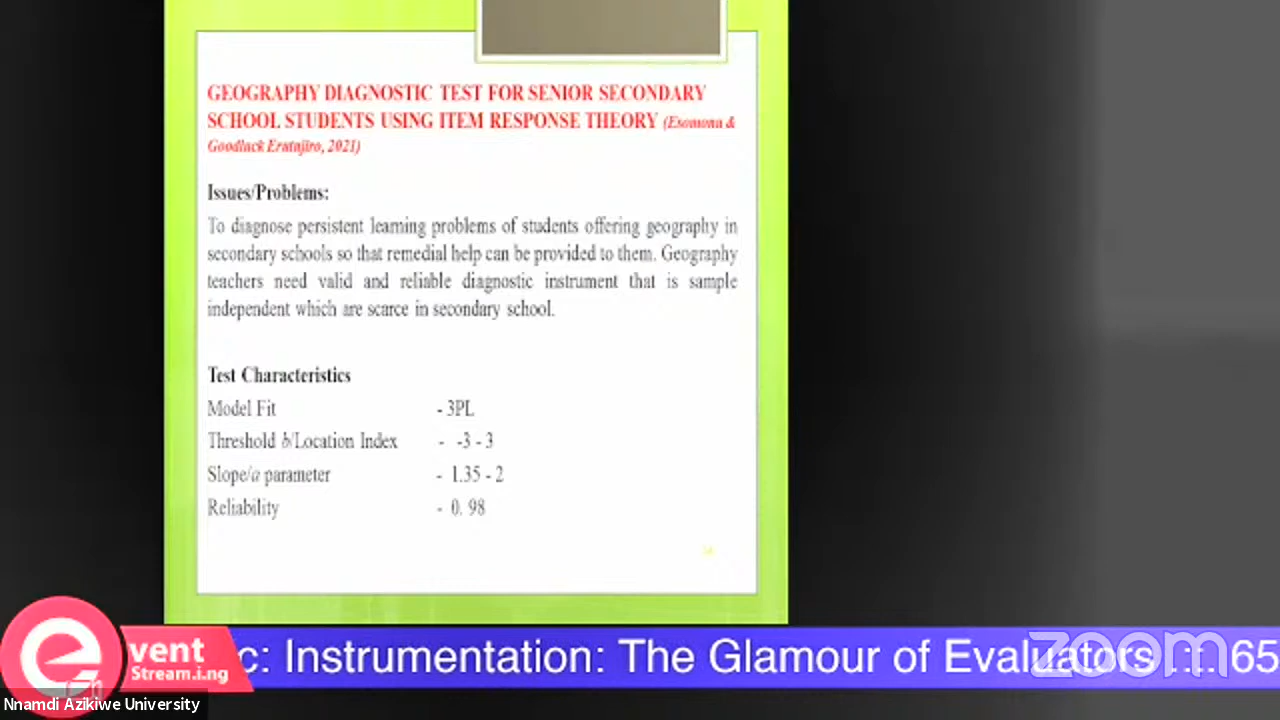 GEOGRAPHY DIAGNOSTIC TEST FOR SENIOR SECONDARY
SCHOOL STUDENTS USING ITEM RESPONSE THEORY (Esomonu &
Goodluck Eratajiro, 2021)
Issues/Problems:
To diagnose persistent learning problems of students offering geography in
secondary schools so that remedial help can be provided to them. Geography
teachers need valid and reliable diagnostic instrument that is sample
independent which are scarce in secondary school.
Test Characteristics
Model Fit - 3PL
Threshold b/Location Index - -3 - 3
Slope/a parameter - 1.35 - 2
Reliability - 0. 98
event
Stream.i.ng
c: Instrumentation: The Glamour of Evaluators .::. 65
zoom
Nnamdi Azikiwe University